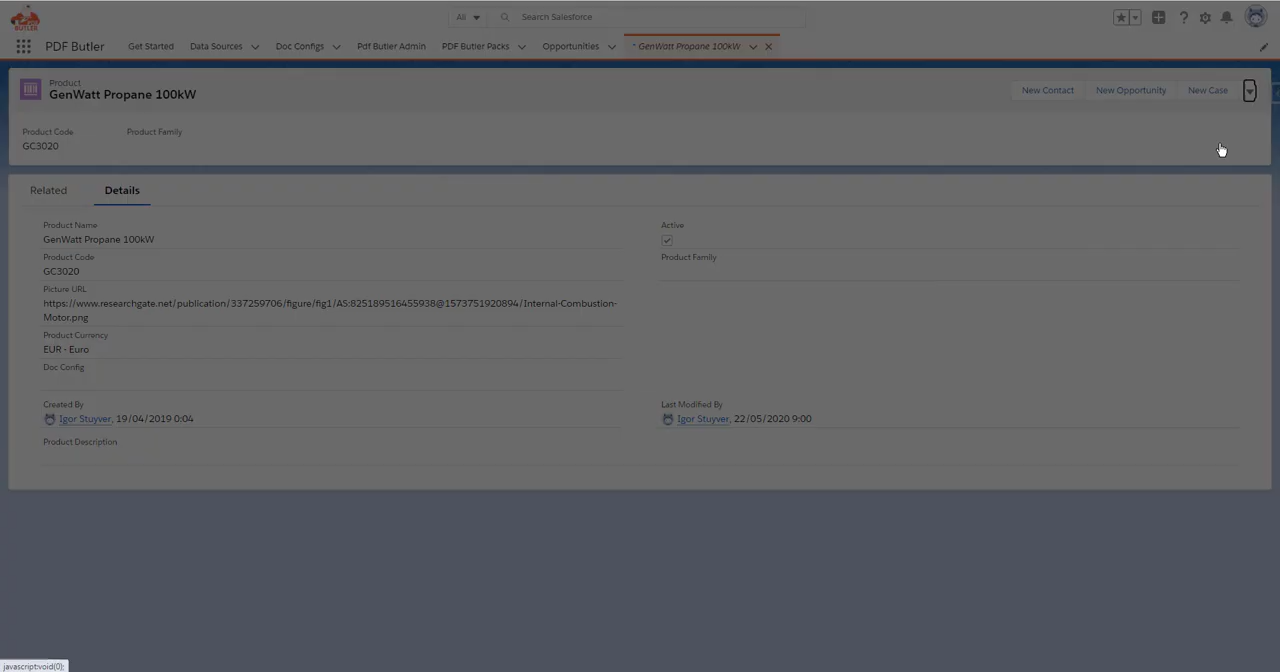 All
Search Salesforce
BUTLER
PDF Butler
Get Started
Data Sources
Doc Configs
Pdf Butler Admin
PDF Butler Packs
Opportunities
* GenWatt Propane 100kW
Product
GenWatt Propane 100kW
New Contact
New Opportunity
New Case
Product Code
Product Family
GC3020
Related
Details
Product Name
GenWatt Propane 100kW
Active
Product Code
GC3020
Product Family
Picture URL
https://www.researchgate.net/publication/337259706/figure/fig1/AS:825189516455938@1573751920894/Internal-Combustion-
Motor.png
Product Currency
EUR - Euro
Doc Config
Created By
Igor Stuyver, 19/04/2019 0:04
Last Modified By
Igor Stuyver, 22/05/2020 9:00
Product Description
javascript:void(0);